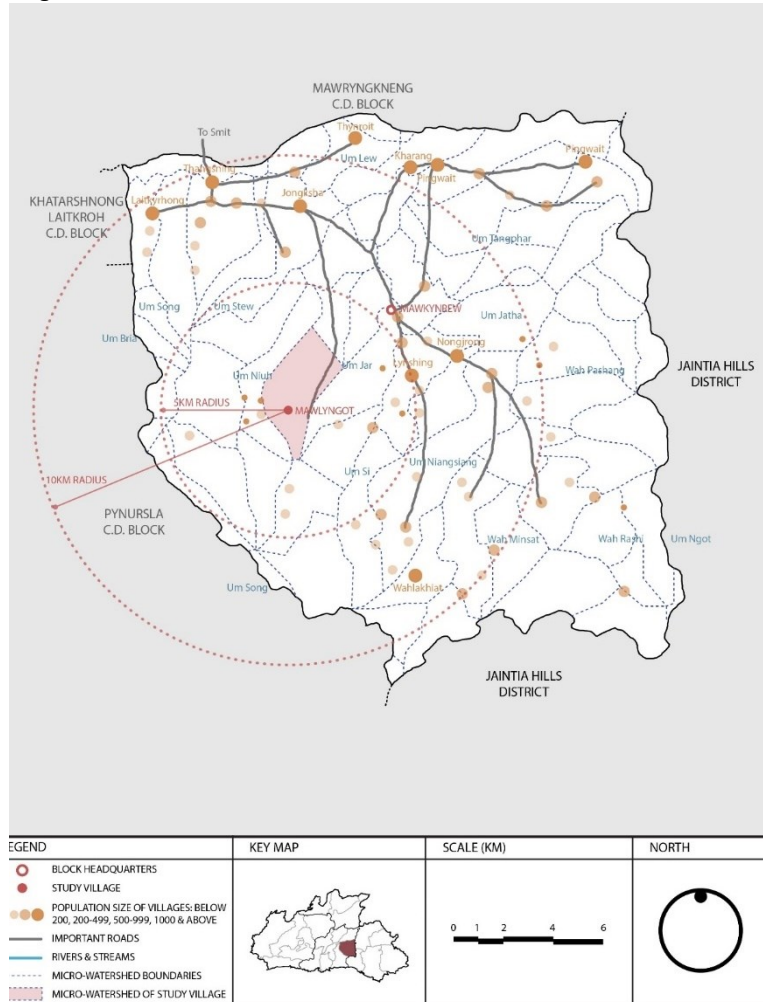 MAWRYNGKNENG
C.D. BLOCK
To Smit
Thynroit
Um Lew
Kharang
Pingwait
Pingwait
Laitkyrhong
Jongksha
KHATARSHNONG
LAITKROH
C.D. BLOCK
Um Tangphar
Um Song
Um Stew
MAWKYNREW
Um Jatha
Um Bria
Nongjrong
Um Jar
Lyngshing
Wah Pashang
JAINTIA HILLS
DISTRICT
Um Niuh
5KM RADIUS
MAWLYNGOT
Um Si
Um Niangsiang
10KM RADIUS
PYNURSLA
C.D. BLOCK
Wah Minsat
Wah Rashi
Um Ngot
Um Song
Wahlakhiat
JAINTIA HILLS
DISTRICT
EGEND
KEY MAP
SCALE (KM)
NORTH
BLOCK HEADQUARTERS
STUDY VILLAGE
POPULATION SIZE OF VILLAGES: BELOW
200, 200-499, 500-999, 1000 & ABOVE
IMPORTANT ROADS
RIVERS & STREAMS
MICRO-WATERSHED BOUNDARIES
MICRO-WATERSHED OF STUDY VILLAGE
0 1 2 4 6